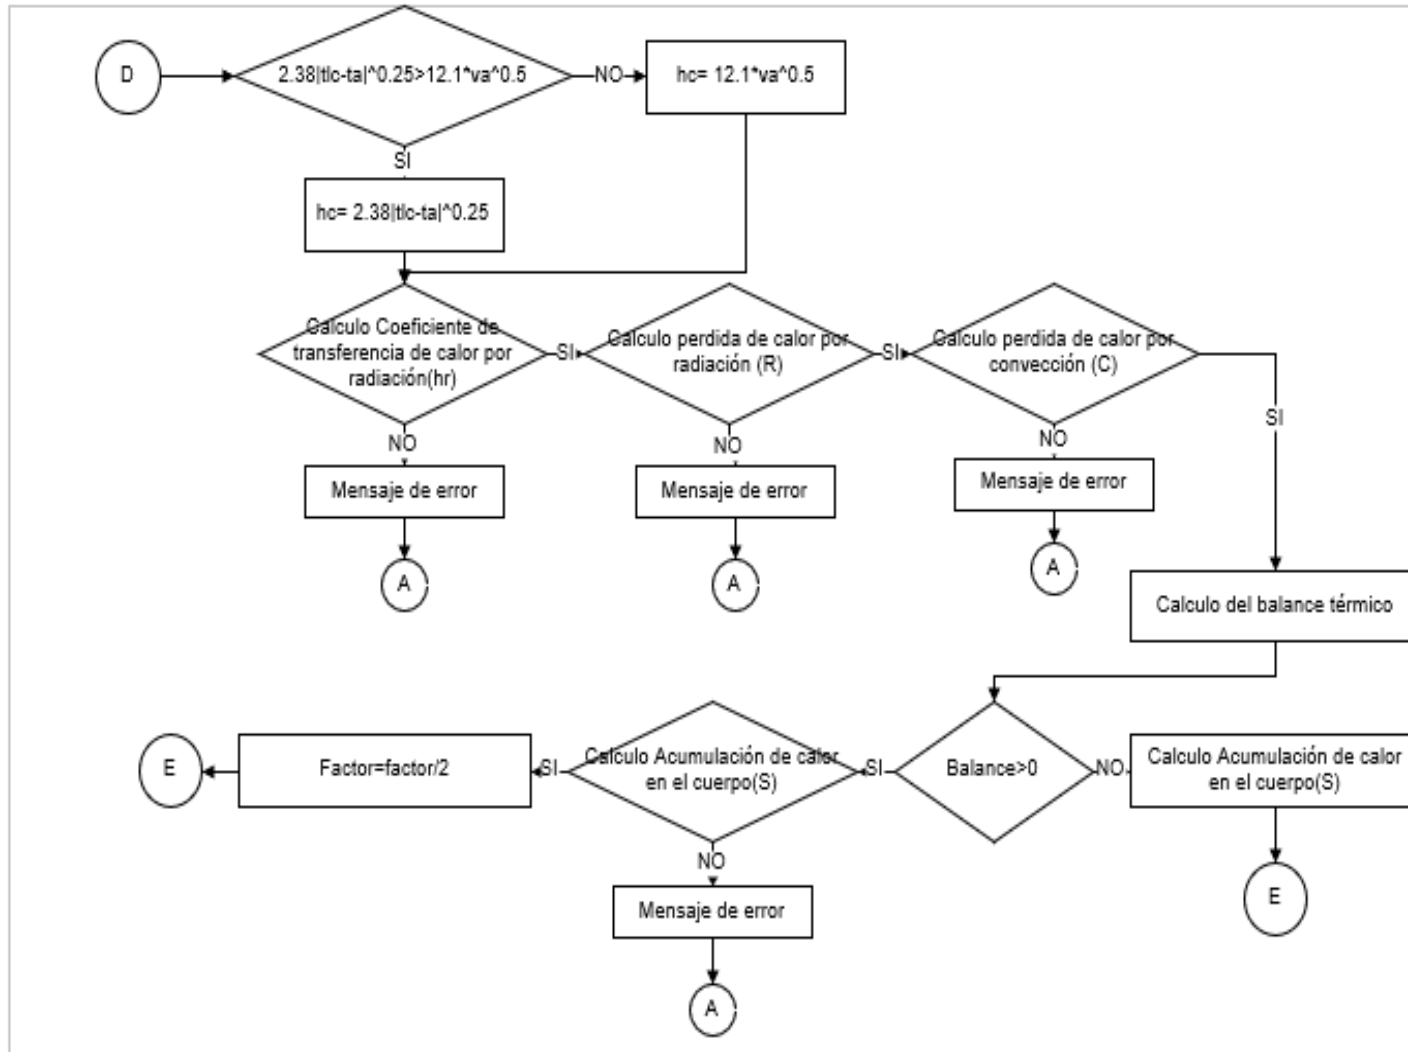 D
2.38|tlc-ta|^0.25>12.1*va^0.5
NO
hc= 12.1*va^0.5
SI
hc= 2.38|tlc-ta|^0.25
Calculo Coeficiente de
transferencia de calor por
radiación(hr)
SI
Calculo perdida de calor por
radiación (R)
SI
Calculo perdida de calor por
convección (C)
SI
NO
NO
NO
Mensaje de error
Mensaje de error
Mensaje de error
A
A
A
Calculo del balance térmico
E
Factor=factor/2
SI
Calculo Acumulación de calor
en el cuerpo(S)
SI
Balance>0
NO
Calculo Acumulación de calor
en el cuerpo(S)
NO
Mensaje de error
E
A